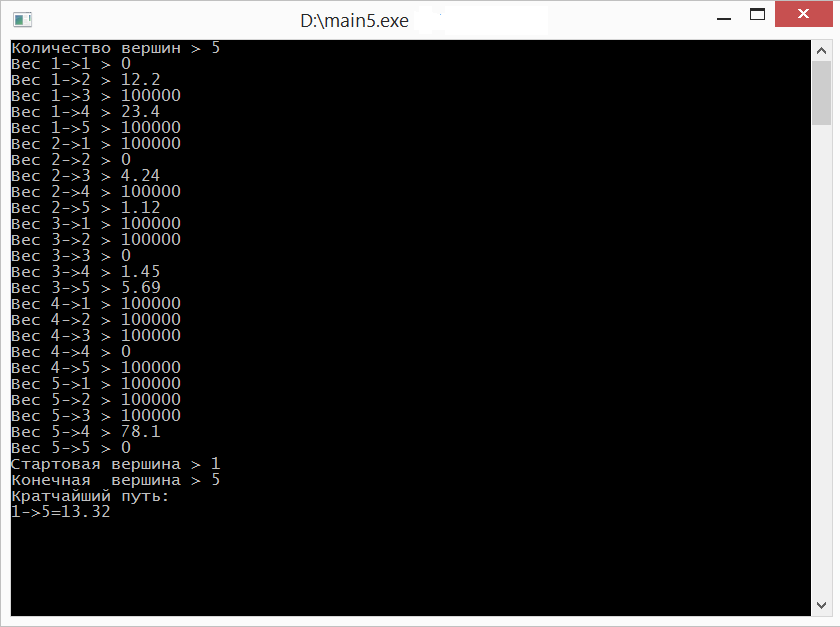 D:\main5.exe
Количество вершин > 5
Вес 1->1 > 0
Вес 1->2 > 12.2
Вес 1->3 > 100000
Вес 1->4 > 23.4
Вес 1->5 > 100000
Вес 2->1 > 100000
Вес 2->2 > 0
Вес 2->3 > 4.24
Вес 2->4 > 100000
Вес 2->5 > 1.12
Вес 3->1 > 100000
Вес 3->2 > 100000
Вес 3->3 > 0
Вес 3->4 > 1.45
Вес 3->5 > 5.69
Вес 4->1 > 100000
Вес 4->2 > 100000
Вес 4->3 > 100000
Вес 4->4 > 0
Вес 4->5 > 100000
Вес 5->1 > 100000
Вес 5->2 > 100000
Вес 5->3 > 100000
Вес 5->4 > 78.1
Вес 5->5 > 0
Стартовая вершина > 1
Конечная  вершина > 5
Кратчайший путь:
1->5=13.32